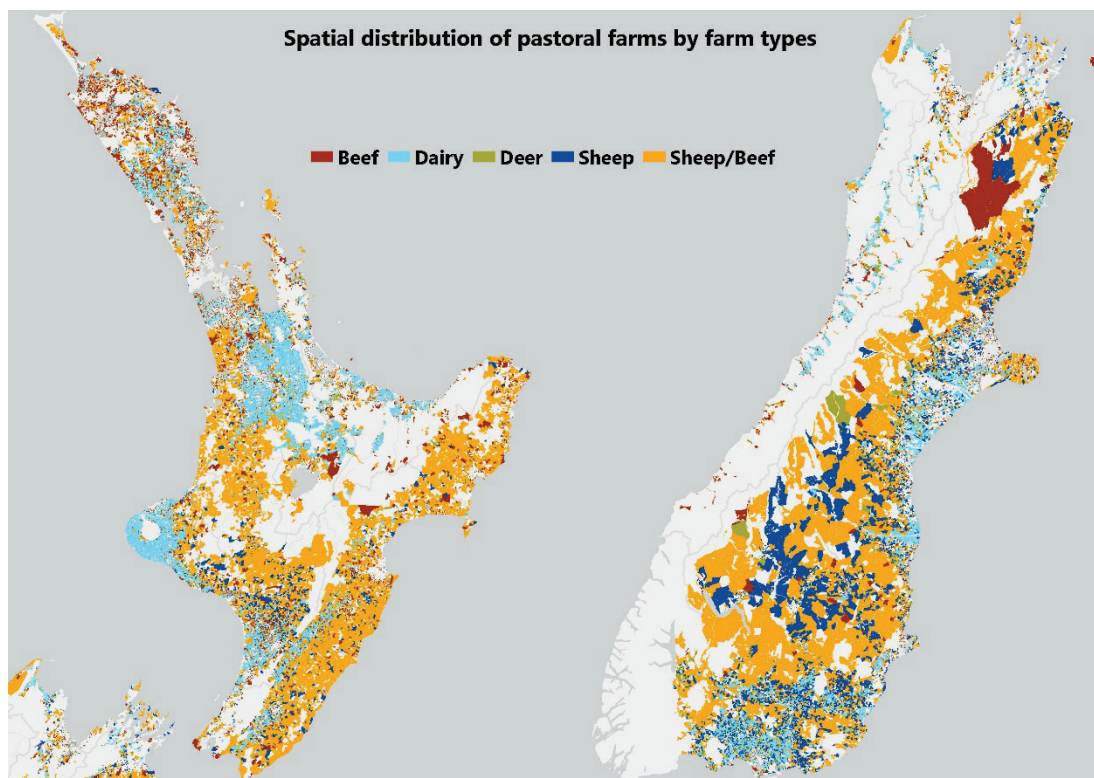 Spatial distribution of pastoral farms by farm types
Beef Dairy Deer Sheep Sheep/Beef